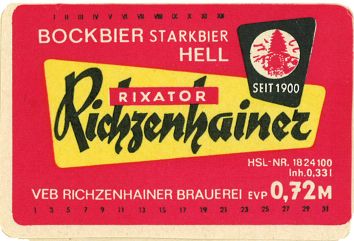 I II III IV V VI VII VIII IX X XI XII
BOCKBIER STARKBIER
HELL
SEIT 1900
RIXATOR
Richzenhainer
HSL-NR. 1824100
Inh. 0,33 l
VEB RICHZENHAINER BRAUEREI EVP 0,72 M
1 3 5 7 9 11 13 15 17 19 21 23 25 27 29 31